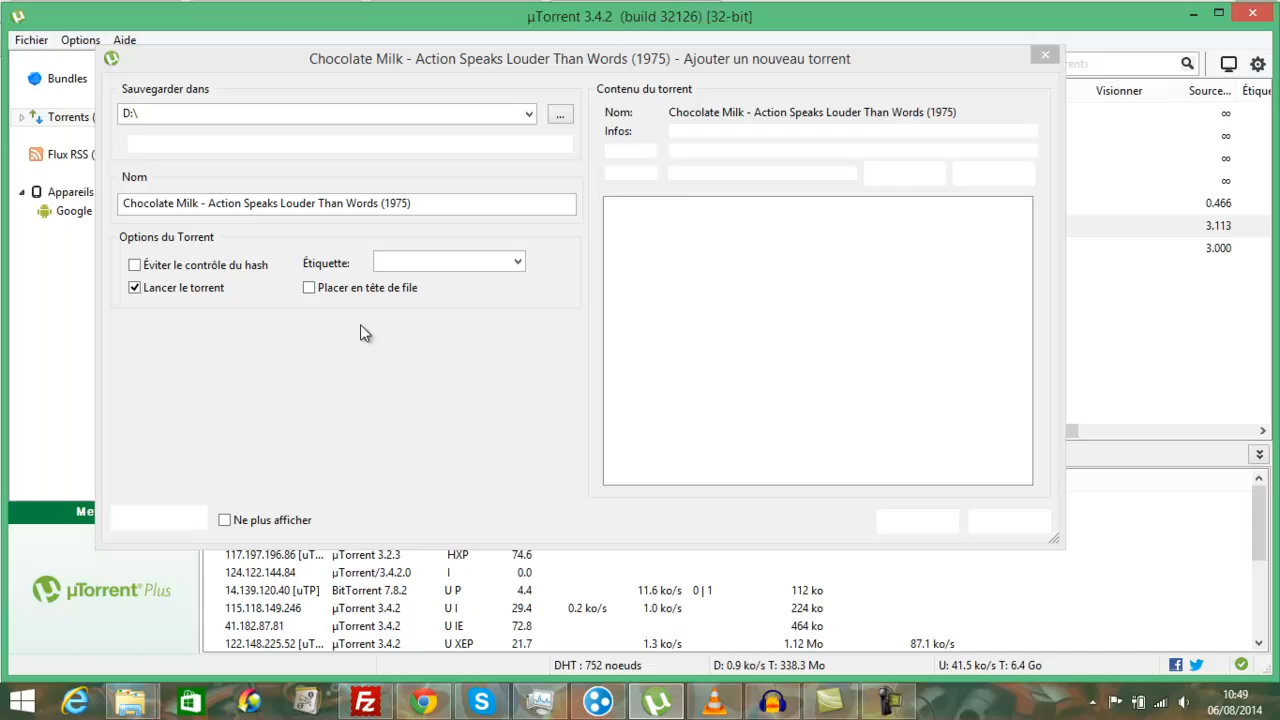 µTorrent 3.4.2 (build 32126) [32-bit]
Fichier Options Aide
Chocolate Milk - Action Speaks Louder Than Words (1975) - Ajouter un nouveau torrent
Bundles
Torrents (
Flux RSS (
Appareils
Google
Visionner Source... Étique
∞
∞
∞
∞
0.466
3.113
3.000
Sauvegarder dans
D:\
...
Nom
Chocolate Milk - Action Speaks Louder Than Words (1975)
Options du Torrent
Éviter le contrôle du hash Étiquette:
Lancer le torrent Placer en tête de file
Ne plus afficher
Contenu du torrent
Nom: Chocolate Milk - Action Speaks Louder Than Words (1975)
Infos:
Me
µTorrent Plus
117.197.196.86 [uT... µTorrent 3.2.3 HXP 74.6
124.122.144.84 µTorrent/3.4.2.0 I 0.0
14.139.120.40 [uTP] BitTorrent 7.8.2 U P 4.4 11.6 ko/s 0 | 1 112 ko
115.118.149.246 µTorrent 3.4.2 U I 29.4 0.2 ko/s 1.0 ko/s 224 ko
41.182.87.81 µTorrent 3.4.2 U IE 72.8 464 ko
122.148.225.52 [uT... µTorrent 3.4.2 U XEP 21.7 1.3 ko/s 1.12 Mo 87.1 ko/s
DHT : 752 noeuds D: 0.9 ko/s T: 338.3 Mo U: 41.5 ko/s T: 6.4 Go
10:49
06/08/2014